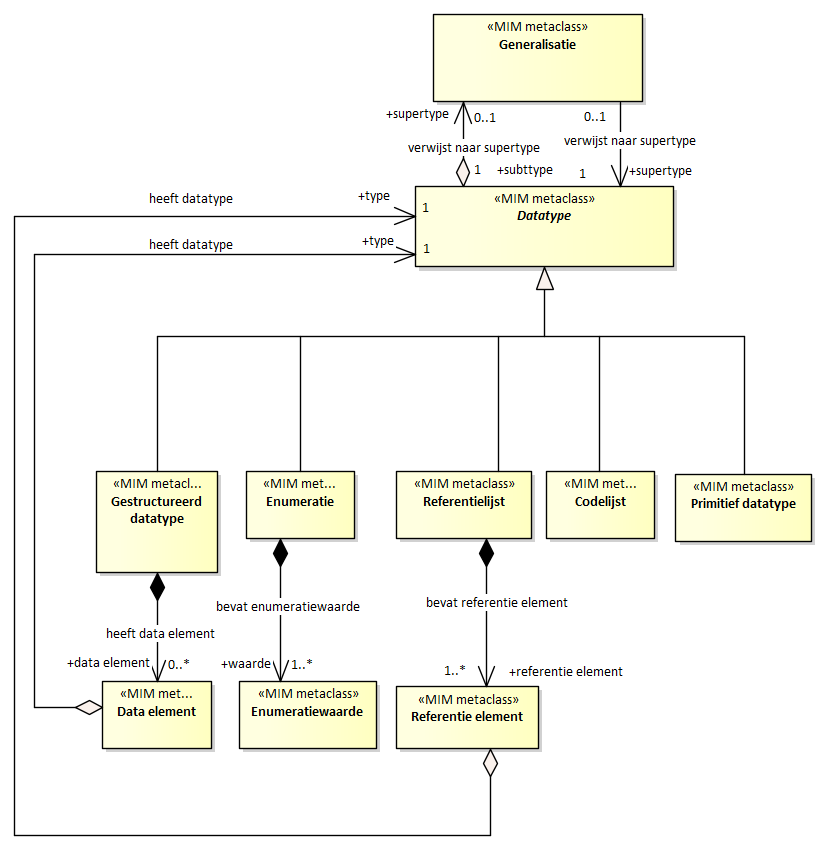 «MIM metaclass»
Generalisatie
+supertype
0..1
0..1
verwijst naar supertype
verwijst naar supertype
1
+subttype
1
+supertype
heeft datatype
+type
1
«MIM metaclass»
Datatype
heeft datatype
+type
1
«MIM metacl...
Gestructureerd
datatype
«MIM met...
Enumeratie
«MIM metaclass»
Referentielijst
«MIM met...
Codelijst
«MIM metaclass»
Primitief datatype
heeft data element
+data element
0..*
bevat enumeratiewaarde
+waarde
1..*
bevat referentie element
1..*
+referentie element
«MIM met...
Data element
«MIM metaclass»
Enumeratiewaarde
«MIM metaclass»
Referentie element